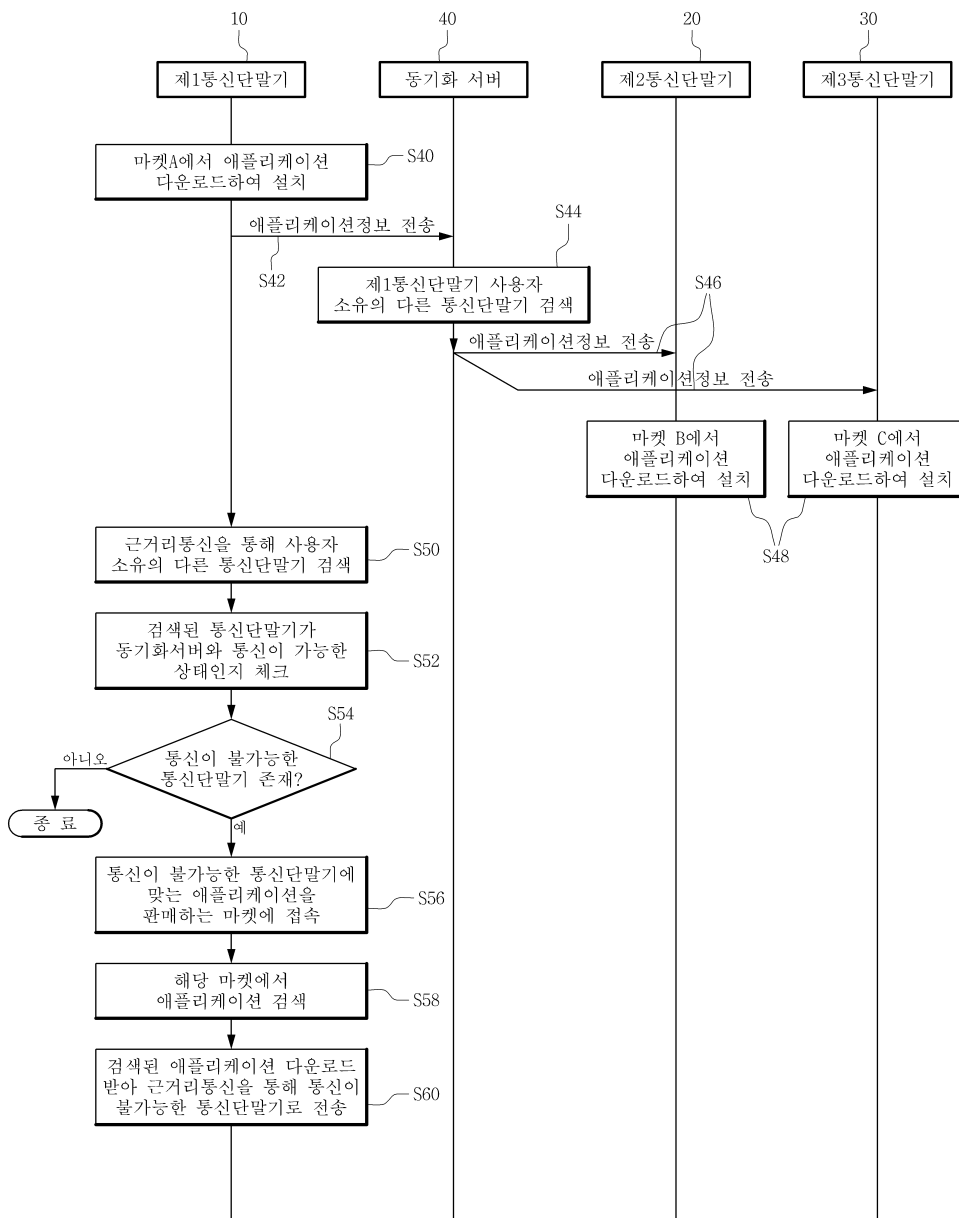 10
40
20
30
제1통신단말기
동기화 서버
제2통신단말기
제3통신단말기
마켓A에서 애플리케이션
다운로드하여 설치
S40
애플리케이션정보 전송
S42
S44
제1통신단말기 사용자
소유의 다른 통신단말기 검색
S46
애플리케이션정보 전송
애플리케이션정보 전송
마켓 B에서
애플리케이션
다운로드하여 설치
마켓 C에서
애플리케이션
다운로드하여 설치
S48
근거리통신을 통해 사용자
소유의 다른 통신단말기 검색
S50
검색된 통신단말기가
동기화서버와 통신이 가능한
상태인지 체크
S52
S54
통신이 불가능한
통신단말기 존재?
아니오
종 료
예
통신이 불가능한 통신단말기에
맞는 애플리케이션을
판매하는 마켓에 접속
S56
해당 마켓에서
애플리케이션 검색
S58
검색된 애플리케이션 다운로드
받아 근거리통신을 통해 통신이
불가능한 통신단말기로 전송
S60